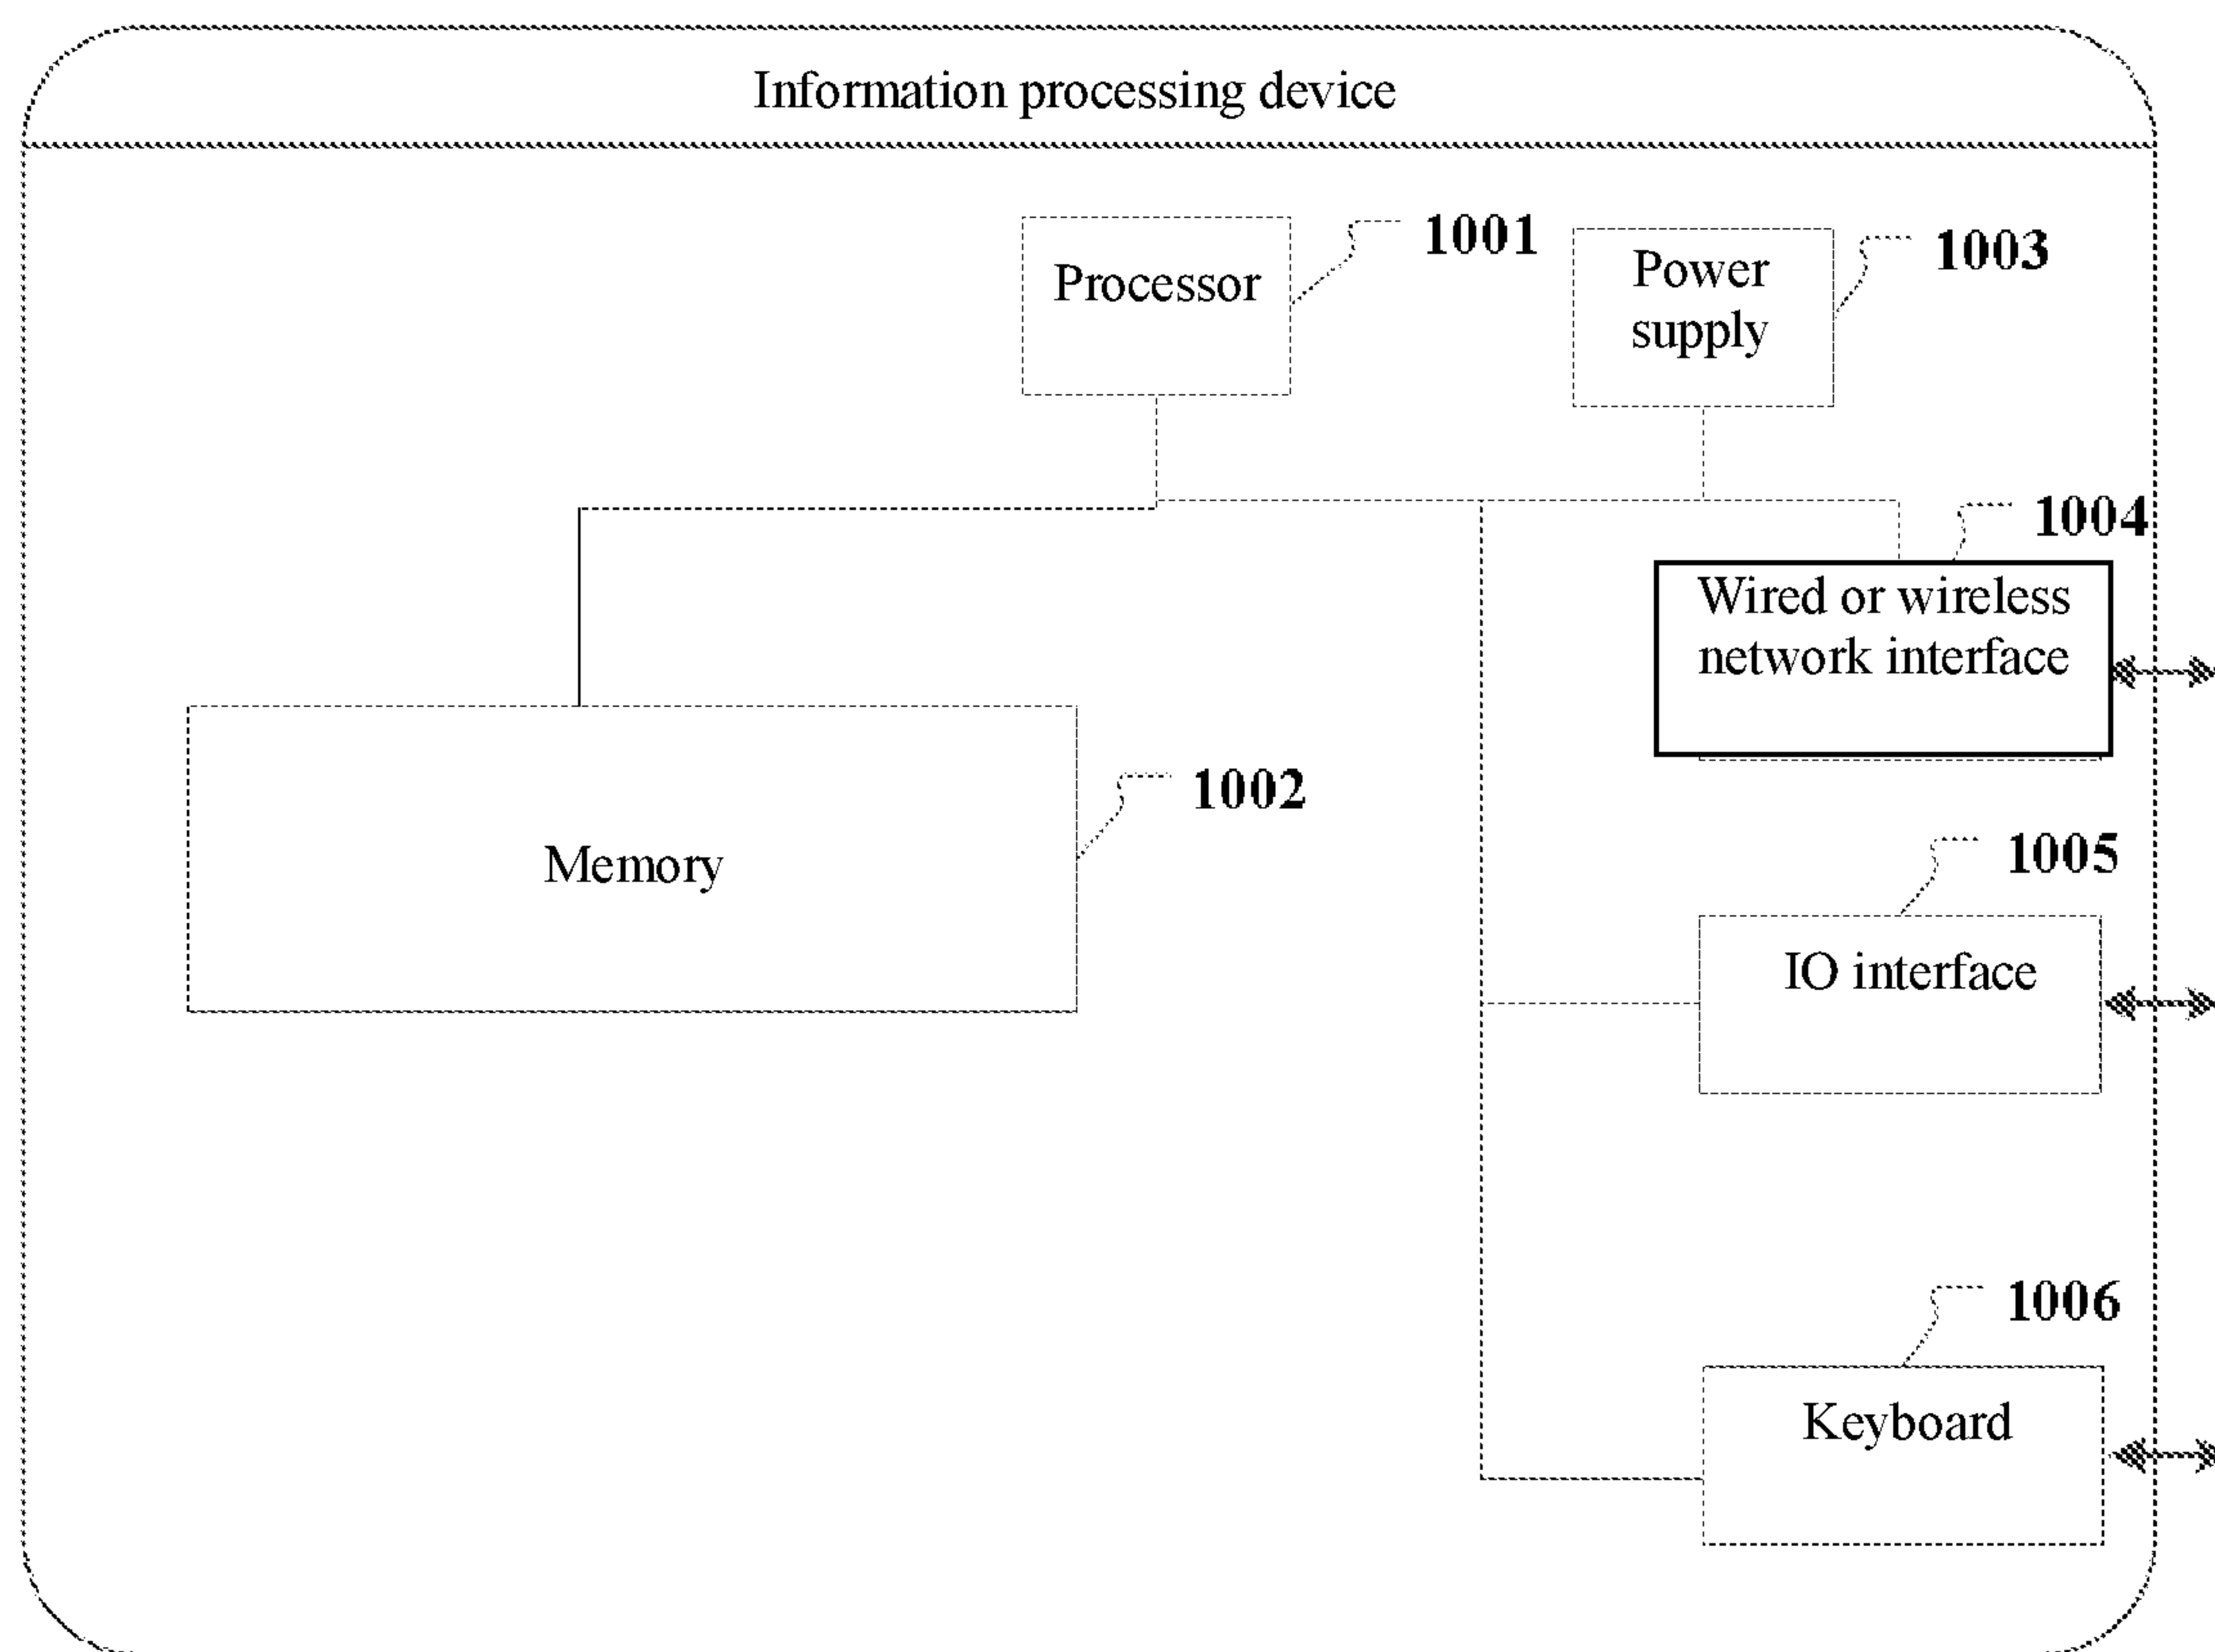 Information processing device
Processor
1001
Power
supply
1003
1004
Wired or wireless
network interface
1002
Memory
1005
IO interface
1006
Keyboard